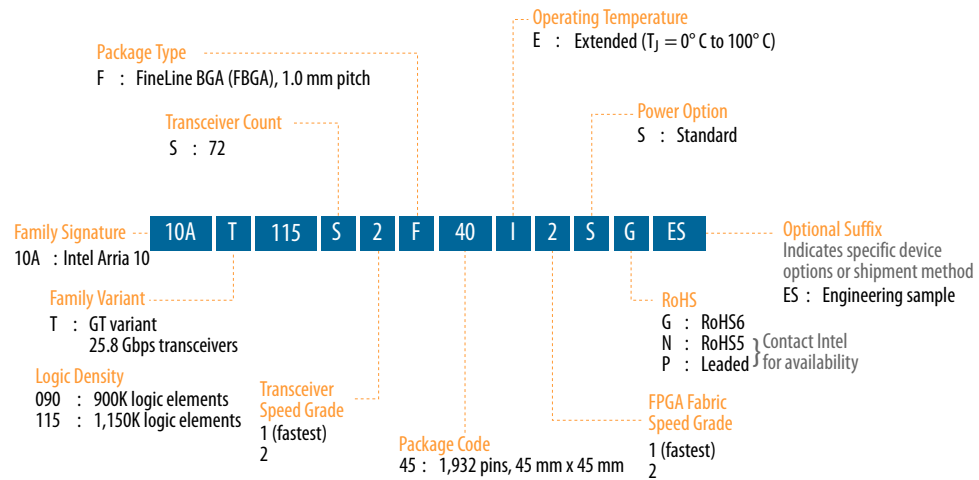 Operating Temperature
E : Extended (TJ = 0° C to 100° C)
Package Type
F : FineLine BGA (FBGA), 1.0 mm pitch
Power Option
S : Standard
Transceiver Count
S : 72
Family Signature
10A : Intel Arria 10
10A T 115 S 2 F 40 I 2 S G ES
Optional Suffix
Indicates specific device
options or shipment method
ES : Engineering sample
Family Variant
T : GT variant
25.8 Gbps transceivers
RoHS
G : RoHS6
N : RoHS5
P : Leaded
} Contact Intel
for availability
Logic Density
090 : 900K logic elements
115 : 1,150K logic elements
Transceiver
Speed Grade
1 (fastest)
2
Package Code
45 : 1,932 pins, 45 mm x 45 mm
FPGA Fabric
Speed Grade
1 (fastest)
2